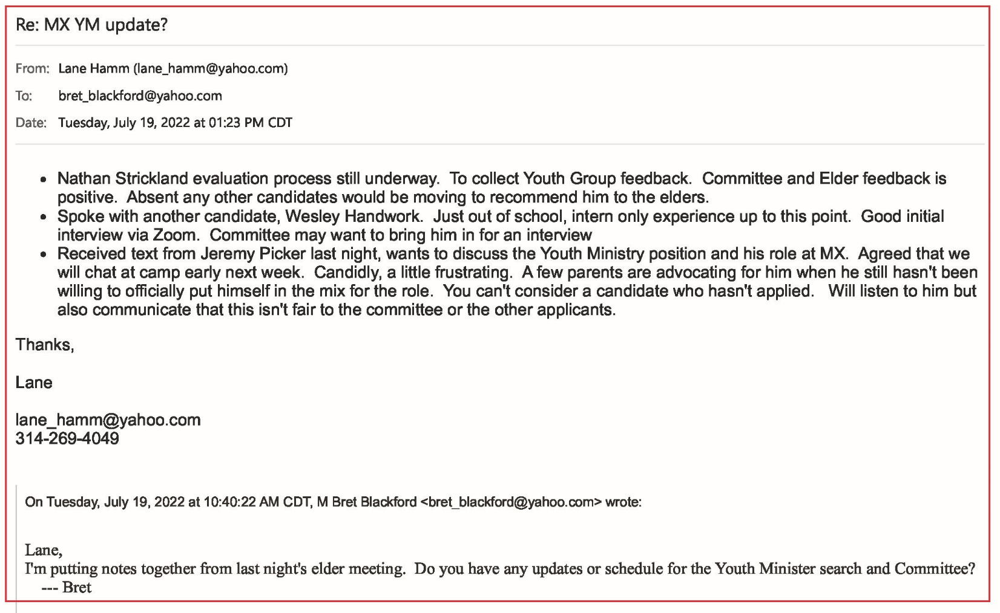 Re: MX YM update?
From: Lane Hamm (lane_hamm@yahoo.com)
To: bret_blackford@yahoo.com
Date: Tuesday, July 19, 2022 at 01:23 PM CDT
• Nathan Strickland evaluation process still underway.  To collect Youth Group feedback.  Committee and Elder feedback is
positive.  Absent any other candidates would be moving to recommend him to the elders.
• Spoke with another candidate, Wesley Handwork.  Just out of school, intern only experience up to this point.  Good initial
interview via Zoom.  Committee may want to bring him in for an interview
• Received text from Jeremy Picker last night, wants to discuss the Youth Ministry position and his role at MX.  Agreed that we
will chat at camp early next week.  Candidly, a little frustrating.  A few parents are advocating for him when he still hasn't been
willing to officially put himself in the mix for the role.  You can't consider a candidate who hasn't applied.   Will listen to him but
also communicate that this isn't fair to the committee or the other applicants.
Thanks,
Lane
lane_hamm@yahoo.com
314-269-4049
On Tuesday, July 19, 2022 at 10:40:22 AM CDT, M Bret Blackford <bret_blackford@yahoo.com> wrote:
Lane,
I'm putting notes together from last night's elder meeting.  Do you have any updates or schedule for the Youth Minister search and Committee?
--- Bret